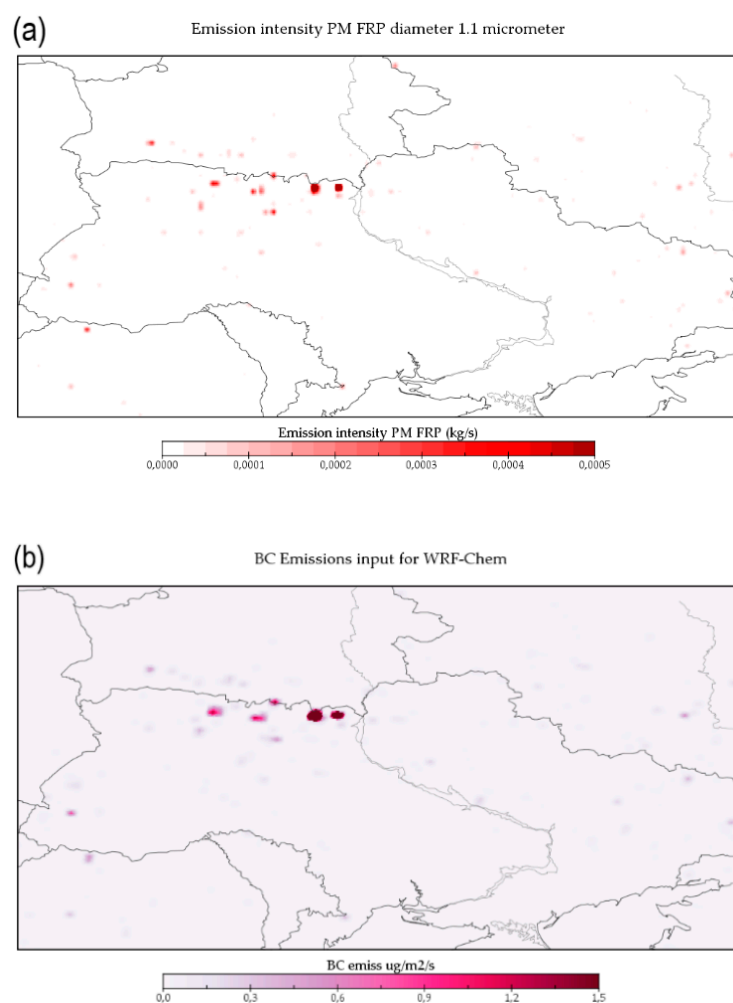 (a)
Emission intensity PM FRP diameter 1.1 micrometer
Emission intensity PM FRP (kg/s)
0,0000 0,0001 0,0002 0,0003 0,0004 0,0005
(b)
BC Emissions input for WRF-Chem
BC emiss ug/m2/s
0,0 0,3 0,6 0,9 1,2 1,5